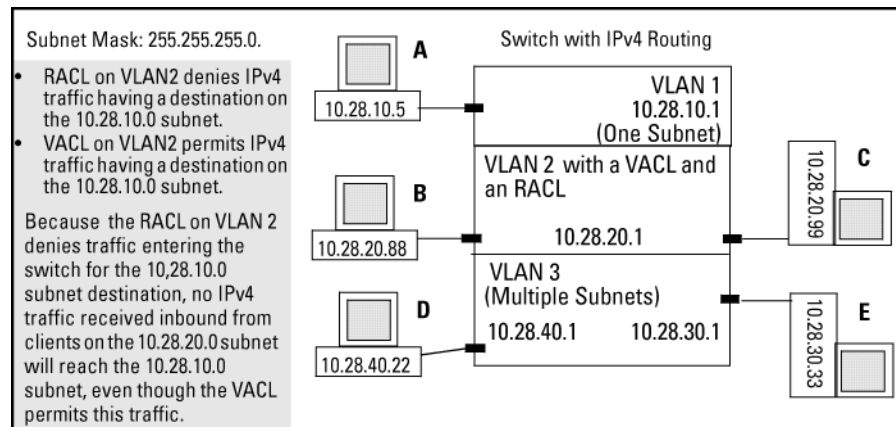 Subnet Mask: 255.255.255.0.
• RACL on VLAN2 denies IPv4
traffic having a destination on
the 10.28.10.0 subnet.
• VACL on VLAN2 permits IPv4
traffic having a destination on
the 10.28.10.0 subnet.
Because the RACL on VLAN 2
denies traffic entering the
switch for the 10,28.10.0
subnet destination, no IPv4
traffic received inbound from
clients on the 10.28.20.0 subnet
will reach the 10.28.10.0
subnet, even though the VACL
permits this traffic.
A
10.28.10.5
B
10.28.20.88
D
10.28.40.22
Switch with IPv4 Routing
VLAN 1
10.28.10.1
(One Subnet)
VLAN 2 with a VACL and
an RACL
10.28.20.1
VLAN 3
(Multiple Subnets)
10.28.40.1 10.28.30.1
C
10.28.20.99
E
10.28.30.33